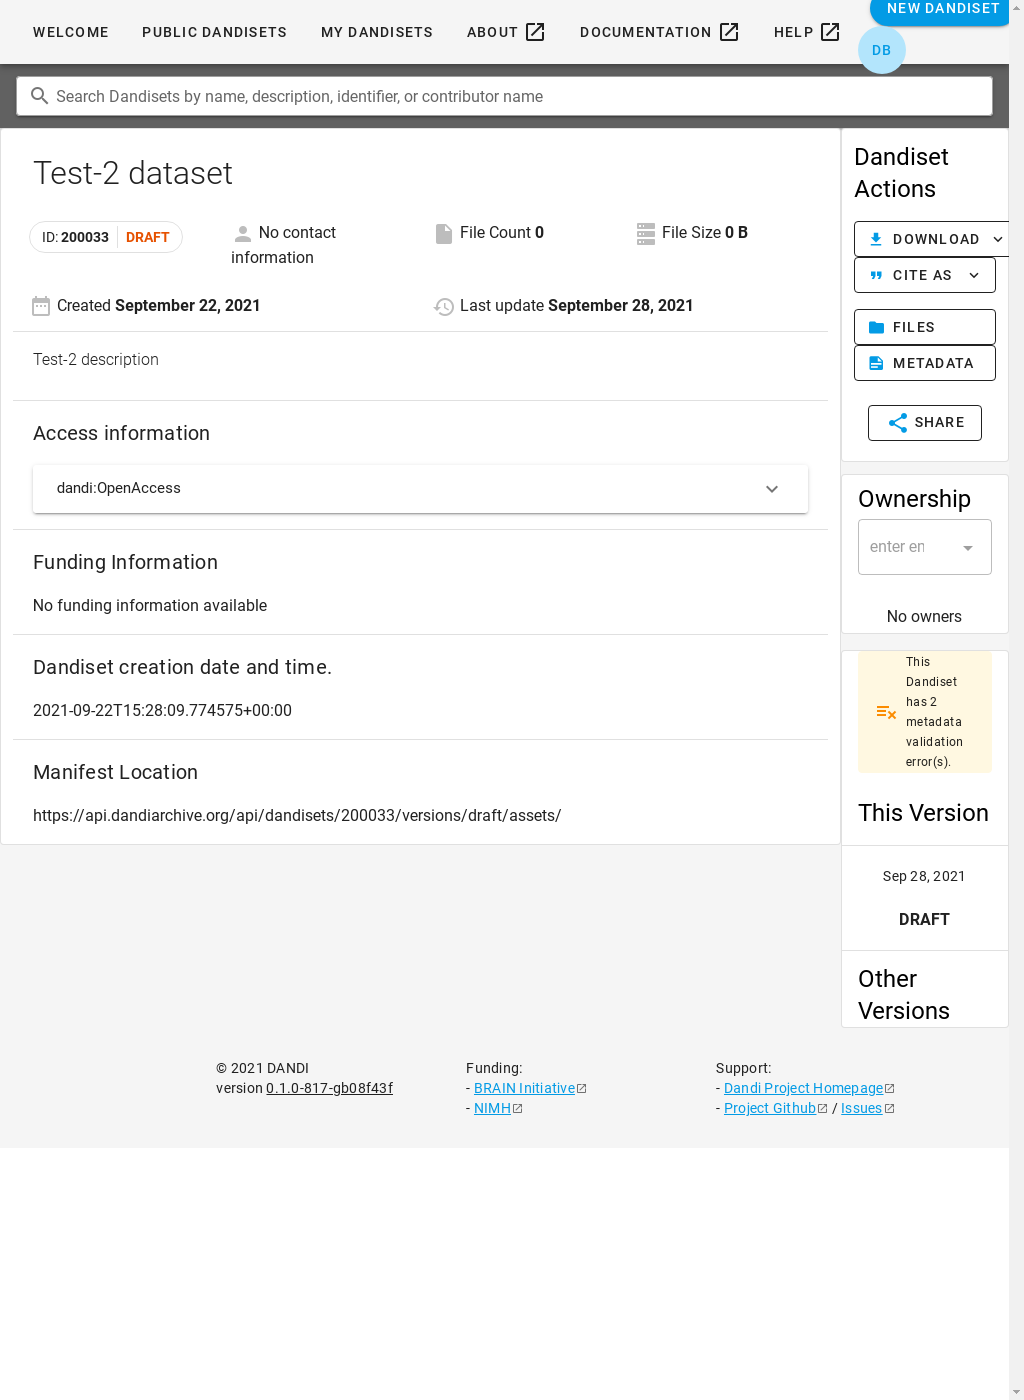 WELCOME
PUBLIC DANDISETS
MY DANDISETS
ABOUT
DOCUMENTATION
HELP
NEW DANDISET
DB
Search Dandisets by name, description, identifier, or contributor name
Test-2 dataset
ID: 200033 DRAFT
No contact
information
File Count 0
File Size 0 B
Created September 22, 2021
Last update September 28, 2021
Test-2 description
Access information
dandi:OpenAccess
Funding Information
No funding information available
Dandiset creation date and time.
2021-09-22T15:28:09.774575+00:00
Manifest Location
https://api.dandiarchive.org/api/dandisets/200033/versions/draft/assets/
Dandiset
Actions
DOWNLOAD
CITE AS
FILES
METADATA
SHARE
Ownership
enter en
No owners
This
Dandiset
has 2
metadata
validation
error(s).
This Version
Sep 28, 2021
DRAFT
Other
Versions
© 2021 DANDI
version 0.1.0-817-gb08f43f
Funding:
- BRAIN Initiative
- NIMH
Support:
- Dandi Project Homepage
- Project Github / Issues